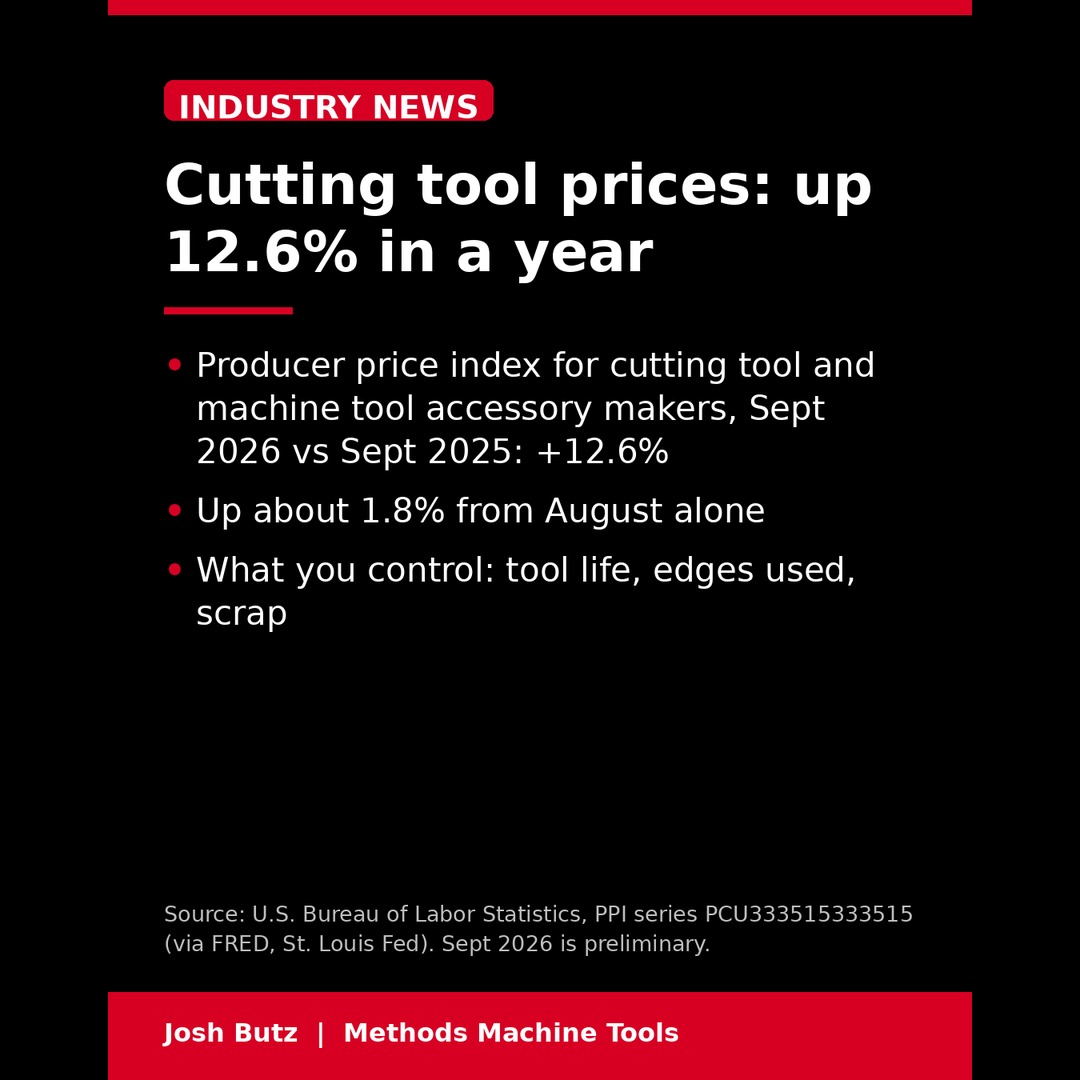 INDUSTRY NEWS
Cutting tool prices: up
12.6% in a year
• Producer price index for cutting tool and
machine tool accessory makers, Sept
2026 vs Sept 2025: +12.6%
• Up about 1.8% from August alone
• What you control: tool life, edges used,
scrap
Source: U.S. Bureau of Labor Statistics, PPI series PCU333515333515
(via FRED, St. Louis Fed). Sept 2026 is preliminary.
Josh Butz | Methods Machine Tools